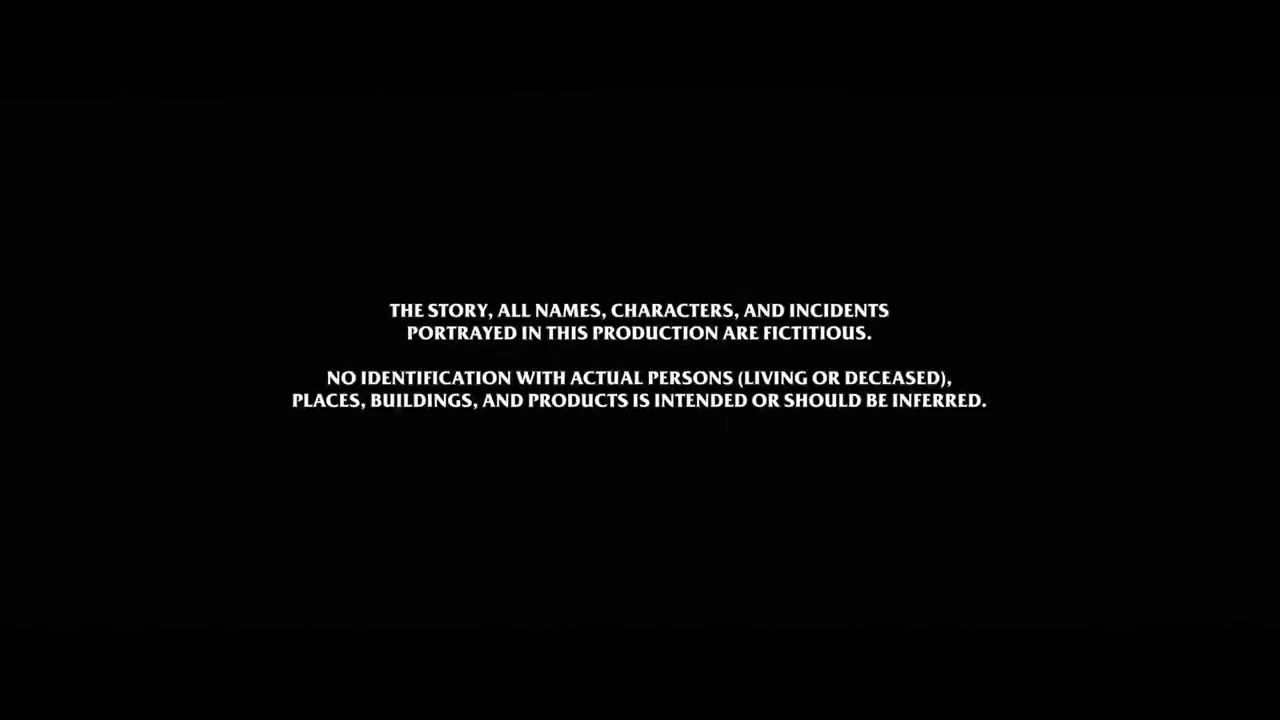 THE STORY, ALL NAMES, CHARACTERS, AND INCIDENTS
PORTRAYED IN THIS PRODUCTION ARE FICTITIOUS.
NO IDENTIFICATION WITH ACTUAL PERSONS (LIVING OR DECEASED),
PLACES, BUILDINGS, AND PRODUCTS IS INTENDED OR SHOULD BE INFERRED.